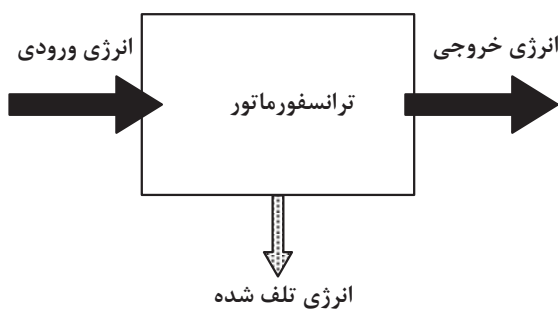 انرژی خروجی
انرژی ورودی
ترانسفورماتور
انرژی تلف شده